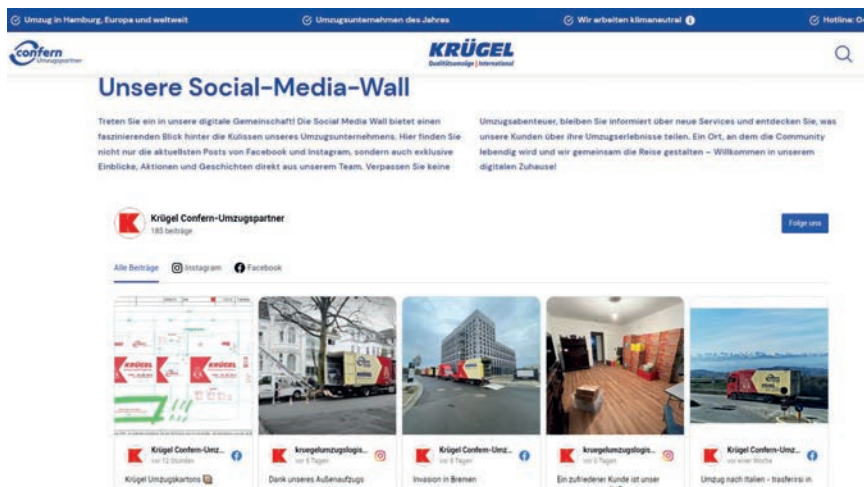 Umzug in Hamburg, Europa und weltweit
Umzugsunternehmen des Jahres
Wir arbeiten klimaneutral
Hotline:
confern
Umzugspartner
KRÜGEL
Qualitätsumzüge | International
Unsere Social-Media-Wall
Treten Sie ein in unsere digitale Gemeinschaft! Die Social Media Wall bietet einen
faszinierenden Blick hinter die Kulissen unseres Umzugsunternehmens. Hier finden Sie
nicht nur die aktuellsten Posts von Facebook und Instagram, sondern auch exklusive
Einblicke, Aktionen und Geschichten direkt aus unserem Team. Verpassen Sie keine
Umzugsabenteuer, bleiben Sie informiert über neue Services und entdecken Sie, was
unsere Kunden über ihre Umzugserlebnisse teilen. Ein Ort, an dem die Community
lebendig wird und wir gemeinsam die Reise gestalten – Willkommen in unserem
digitalen Zuhause!
Krügel Confern-Umzugspartner
185 beiträge
Folge uns
Alle Beiträge
Instagram
Facebook
KRÜGEL
KRÜGEL
Krügel Confern-Umz...
vor 12 Stunden
Krügel Umzugskartons
kruegelumzugslogis...
vor 5 Tagen
Dank unseres Außenaufzugs
Krügel Confern-Umz...
vor 6 Tagen
Invasion in Bremen
kruegelumzugslogis...
vor 6 Tagen
Ein zufriedener Kunde ist unser
Krügel Confern-Umz...
vor einer Woche
Umzug nach Italien - trasferirsi in